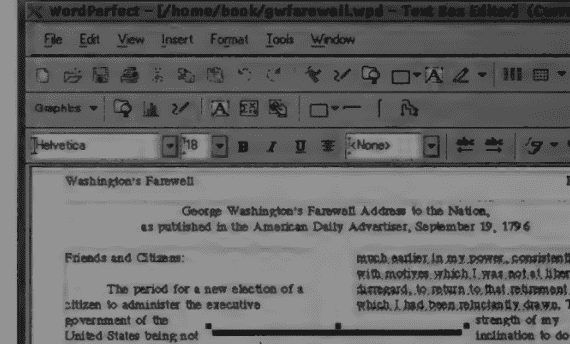 WordPerfect - [/home/book/gwfarewell.wpd - Text Box Editor] (Com
File Edit View Insert Format Tools Window
Graphics
Helvetica 18 <None> abc abc
Washington's Farewell
George Washington's Farewell Address to the Nation,
as published in the American Daily Advertiser, September 19, 1796
Friends and Citizens:
The period for a new election of a
citizen to administer the executive
government of the
United States being not
much earlier in my power, consistent
with motives which I was not at liber
disregard, to return to that retirement
which I had been reluctantly drawn. T
strength of my
inclination to do